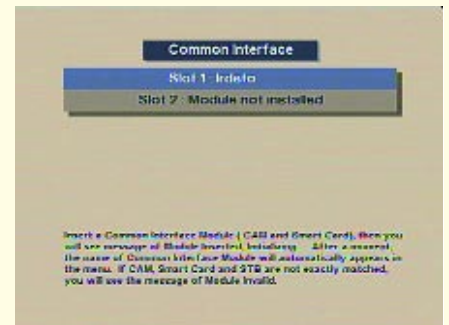 Common Interface
Slot 1: Irdeto
Slot 2 : Module not installed
Insert a Common Interface Module ( CAM and Smart Card), then you
will see message of Module Inserted, Initializing. After a moment,
the name of Common Interface Module will automatically appears in
the menu. If CAM, Smart Card and STB are not exactly matched,
you will see the message of Module Invalid.